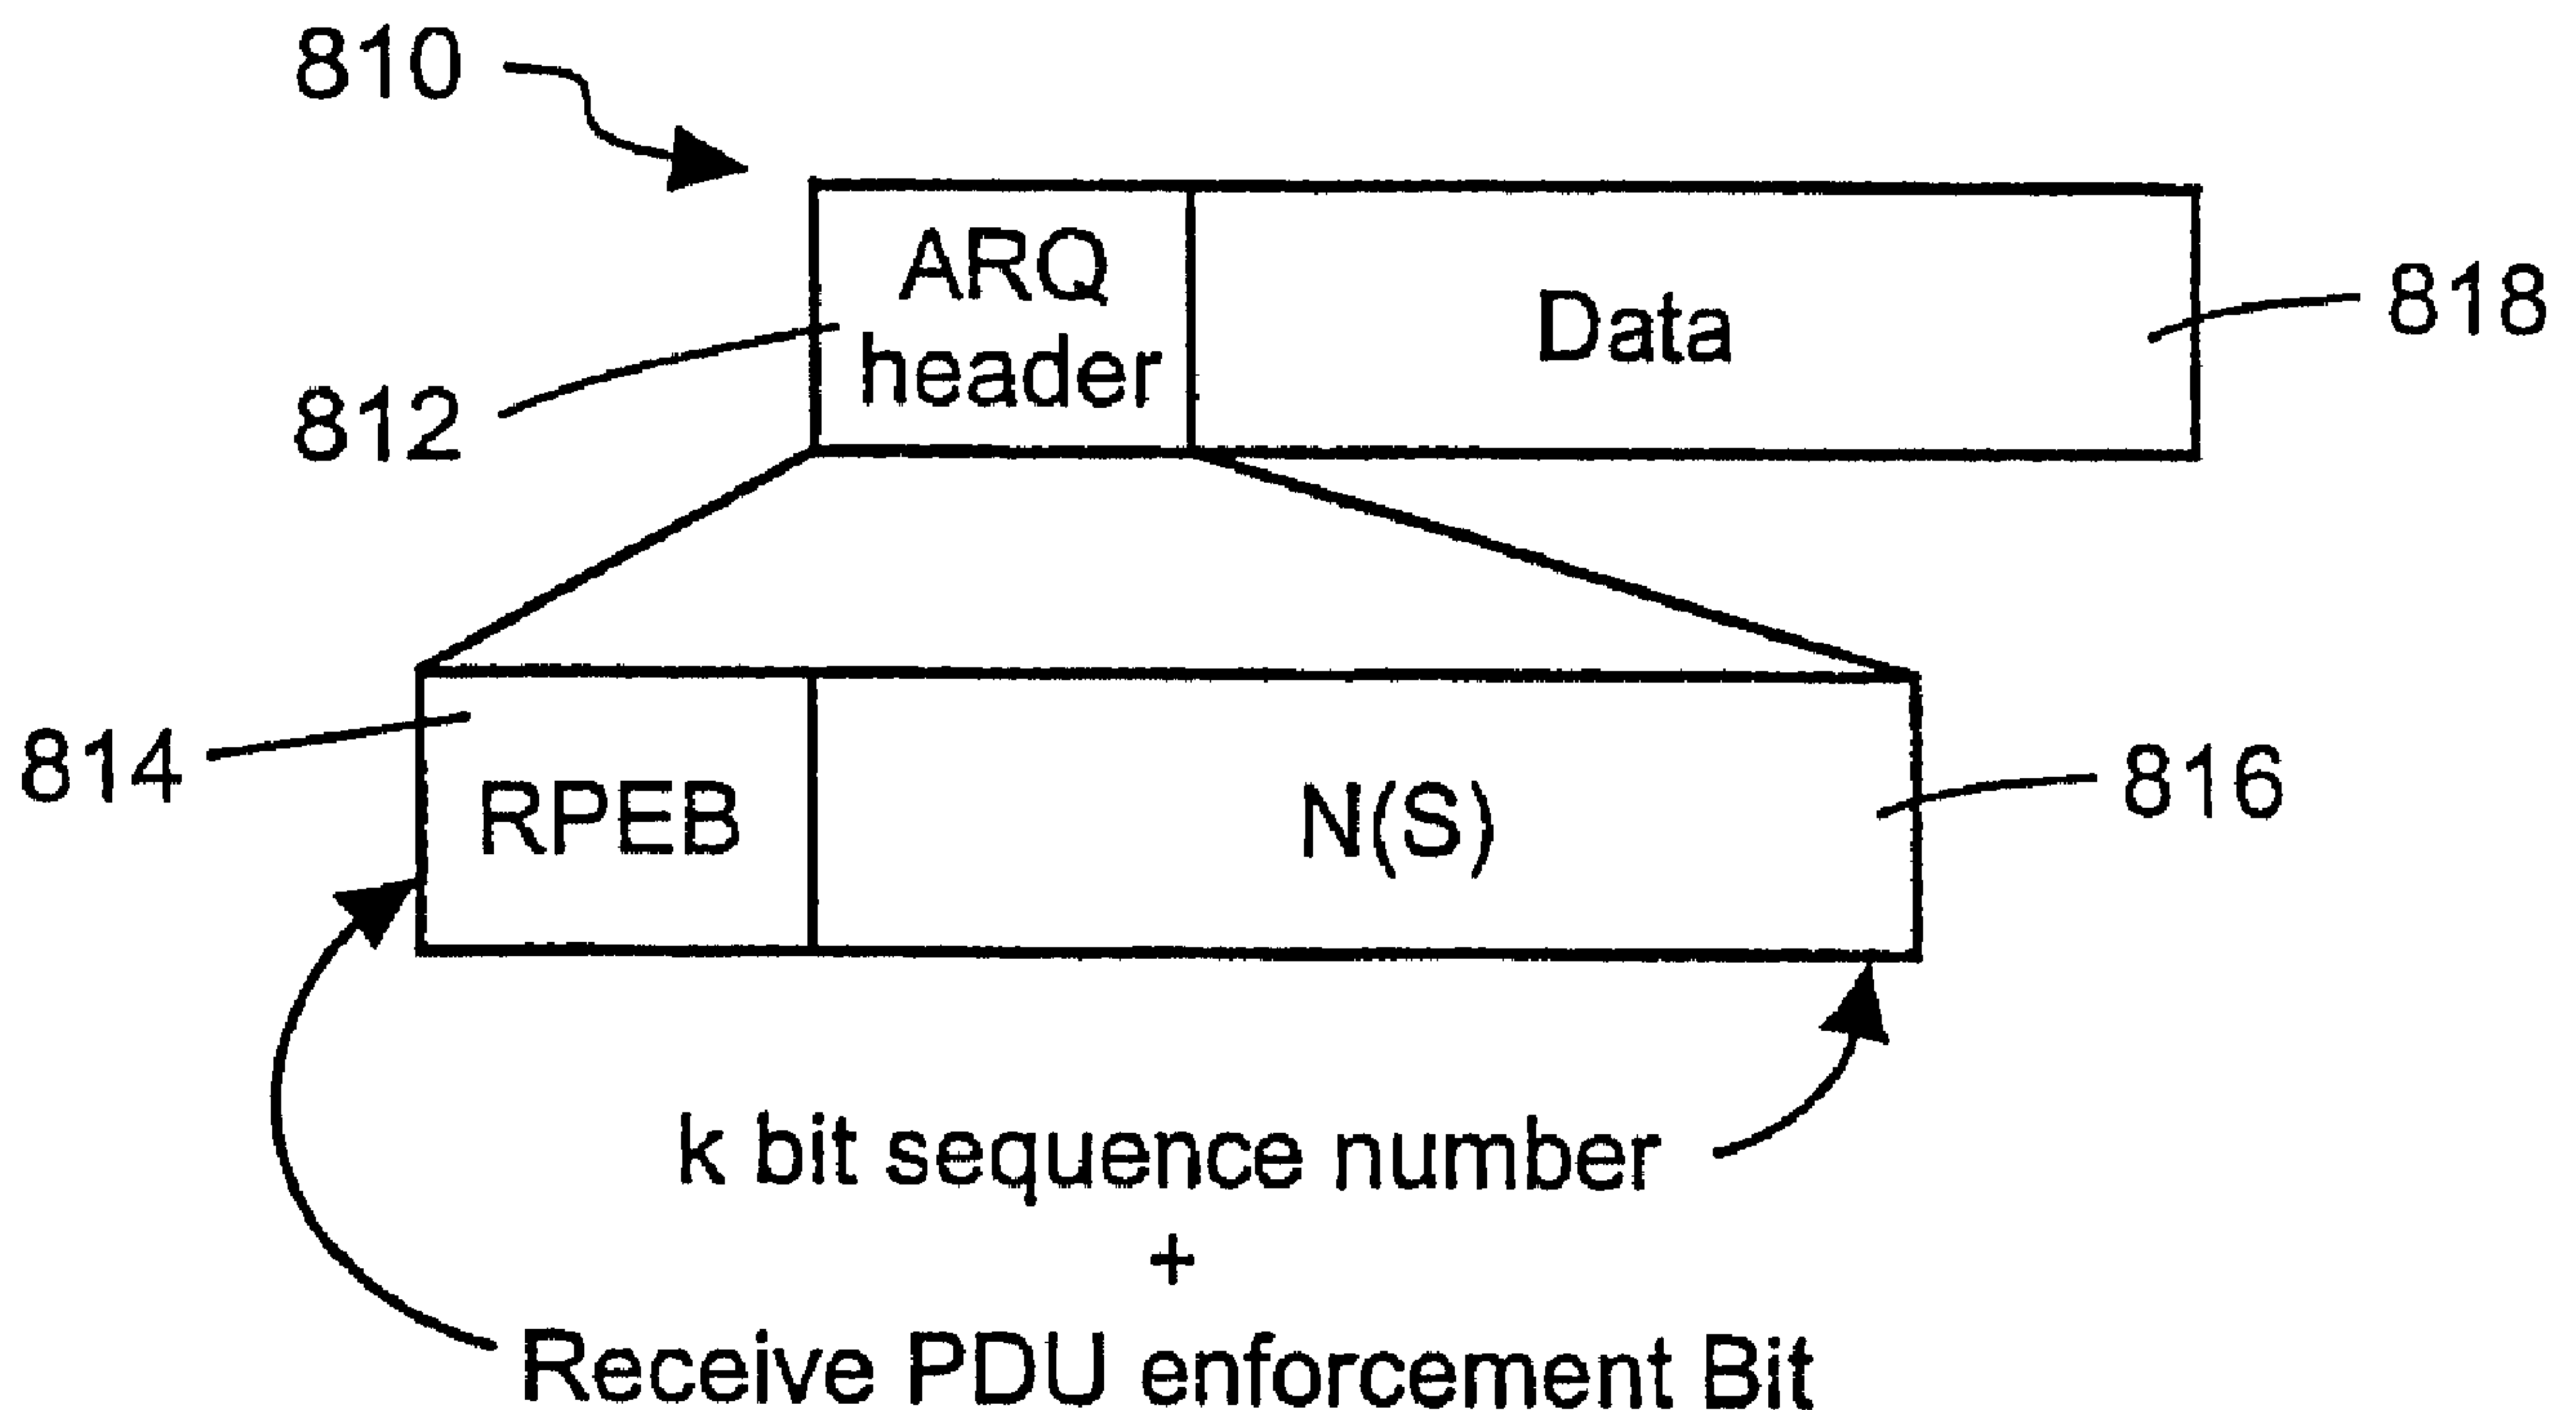 810
ARQ
header
Data
818
812
814
RPEB
N(S)
816
k bit sequence number
+
Receive PDU enforcement Bit